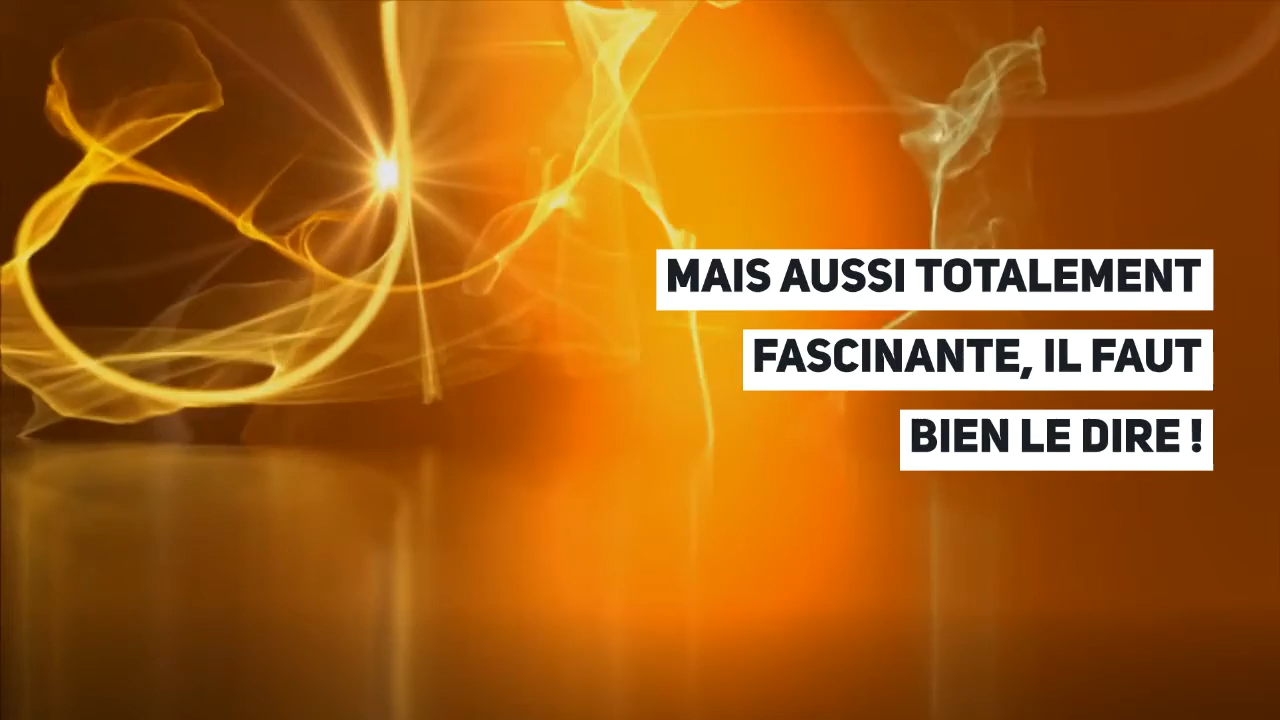 MAIS AUSSI TOTALEMENT
FASCINANTE, IL FAUT
BIEN LE DIRE !